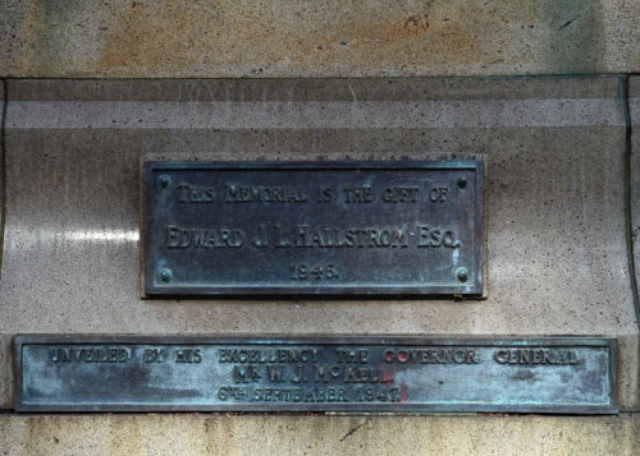 THIS MEMORIAL IS THE GIFT OF
EDWARD J. L. HALLSTROM ESQ.
1946.
UNVEILED BY HIS EXCELLENCY THE GOVERNOR GENERAL
MR W. J. MCKELL.
6TH SEPTEMBER 1947.